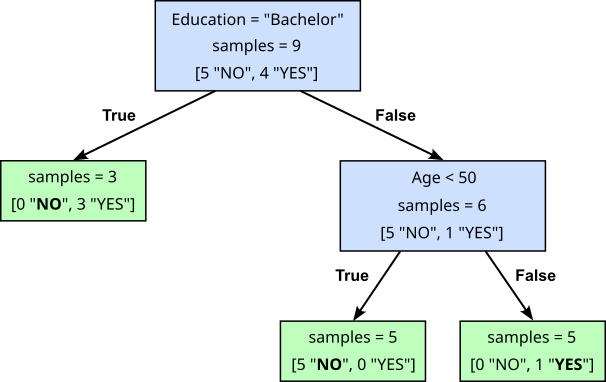 Education = "Bachelor"
samples = 9
[5 "NO", 4 "YES"]
True
False
samples = 3
[0 "NO", 3 "YES"]
Age < 50
samples = 6
[5 "NO", 1 "YES"]
True
False
samples = 5
[5 "NO", 0 "YES"]
samples = 5
[0 "NO", 1 "YES"]